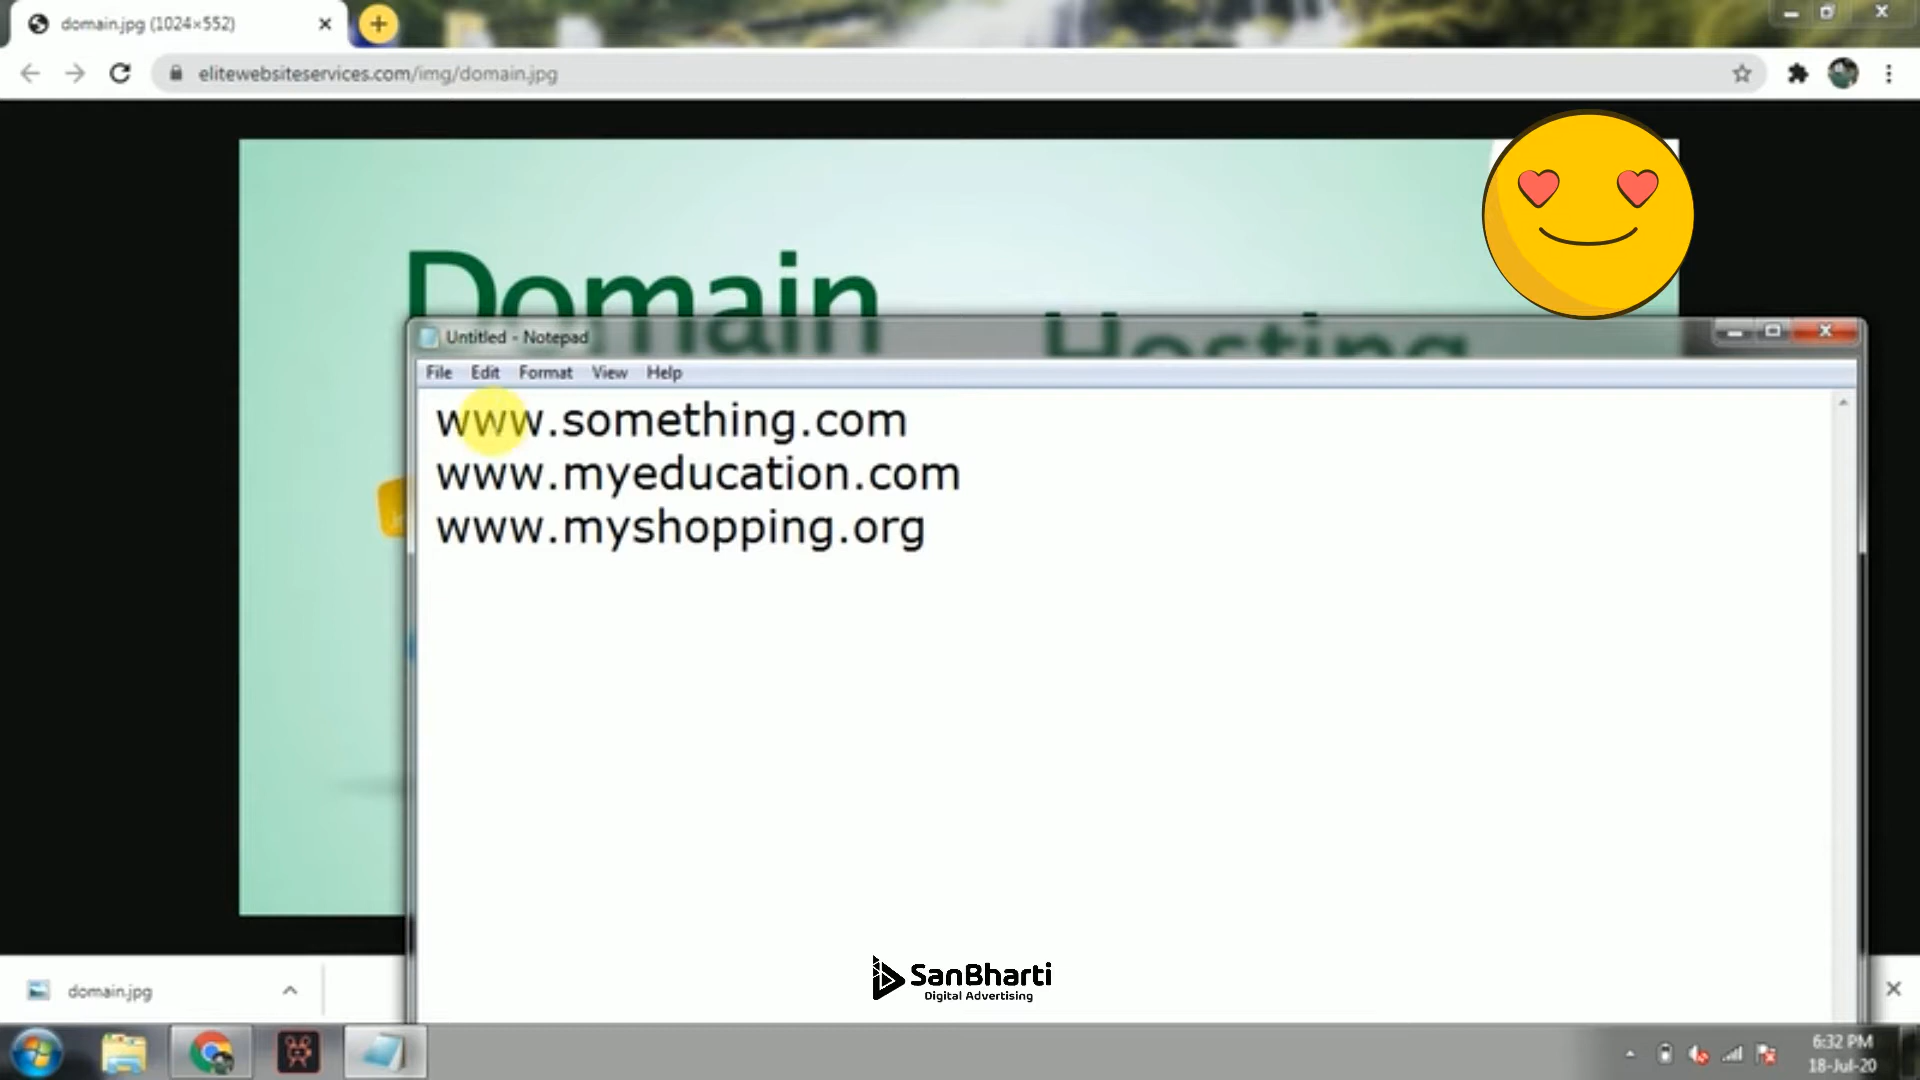 domain.jpg (1024×552)
elitewebsiteservices.com/img/domain.jpg
Domain
Hosting
Untitled - Notepad
File Edit Format View Help
www.something.com
www.myeducation.com
www.myshopping.org
SanBharti
Digital Advertising
domain.jpg
6:32 PM
18-Jul-20